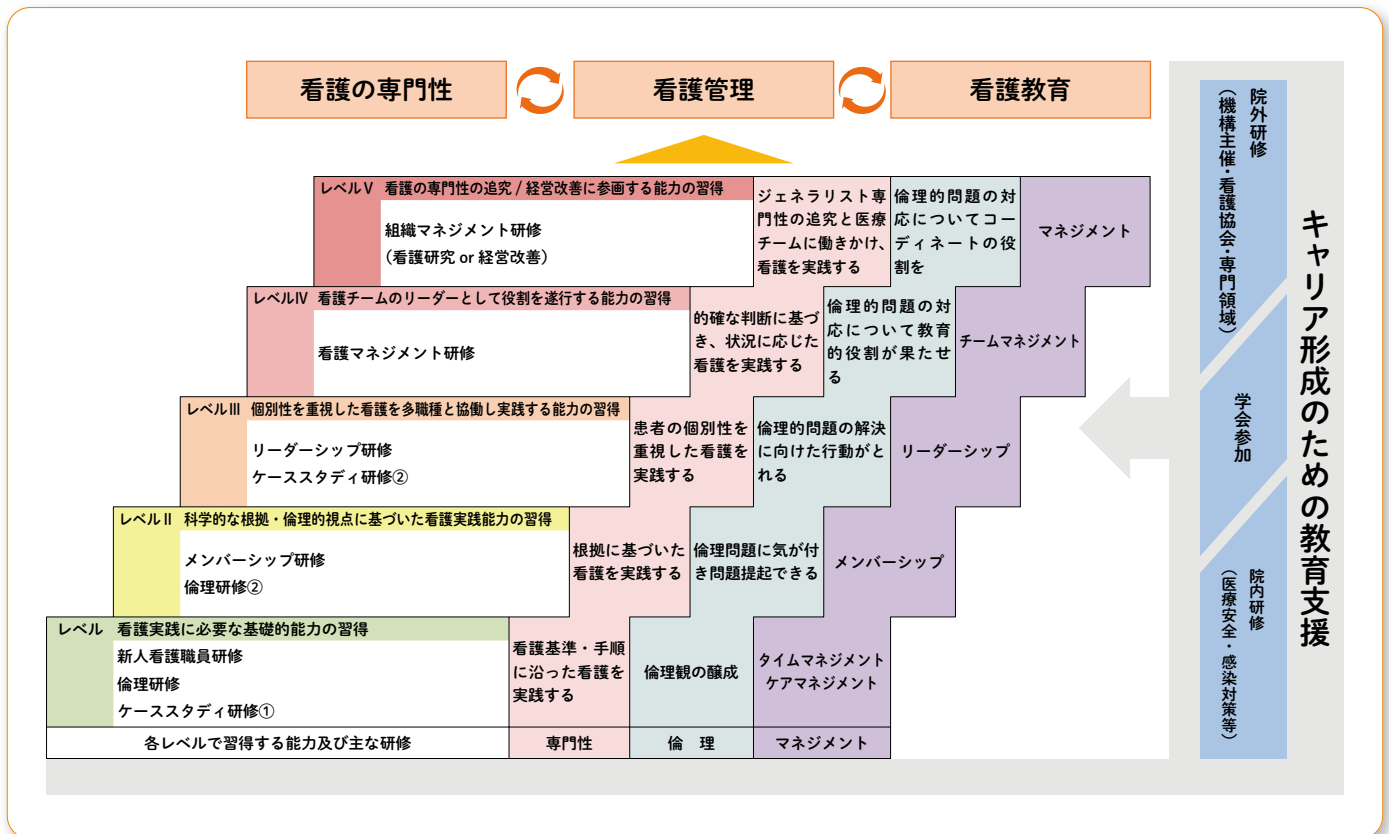 看護の専門性
看護管理
看護教育
レベルⅤ 看護の専門性の追究 / 経営改善に参画する能力の習得
組織マネジメント研修
(看護研究 or 経営改善)
ジェネラリスト専
門性の追究と医療
チームに働きかけ、
看護を実践する
倫理的問題の対
応についてコー
ディネートの役
割を
マネジメント
レベルⅣ 看護チームのリーダーとして役割を遂行する能力の習得
看護マネジメント研修
的確な判断に基づ
き、状況に応じた
看護を実践する
倫理的問題の対
応について教育
的役割が果たせ
る
チームマネジメント
レベルⅢ 個別性を重視した看護を多職種と協働し実践する能力の習得
リーダーシップ研修
ケーススタディ研修②
患者の個別性を
重視した看護を
実践する
倫理的問題の解決
に向けた行動がと
れる
リーダーシップ
レベルⅡ 科学的な根拠・倫理的視点に基づいた看護実践能力の習得
メンバーシップ研修
倫理研修②
根拠に基づいた
看護を実践する
倫理問題に気が付
き問題提起できる
メンバーシップ
レベル 看護実践に必要な基礎的能力の習得
新人看護職員研修
倫理研修
ケーススタディ研修①
看護基準・手順
に沿った看護を
実践する
倫理観の醸成
タイムマネジメント
ケアマネジメント
各レベルで習得する能力及び主な研修
専門性
倫 理
マネジメント
院外研修
(機構主催・看護協会・専門領域)
学会参加
院内研修
(医療安全・感染対策等)
キャリア形成のための教育支援